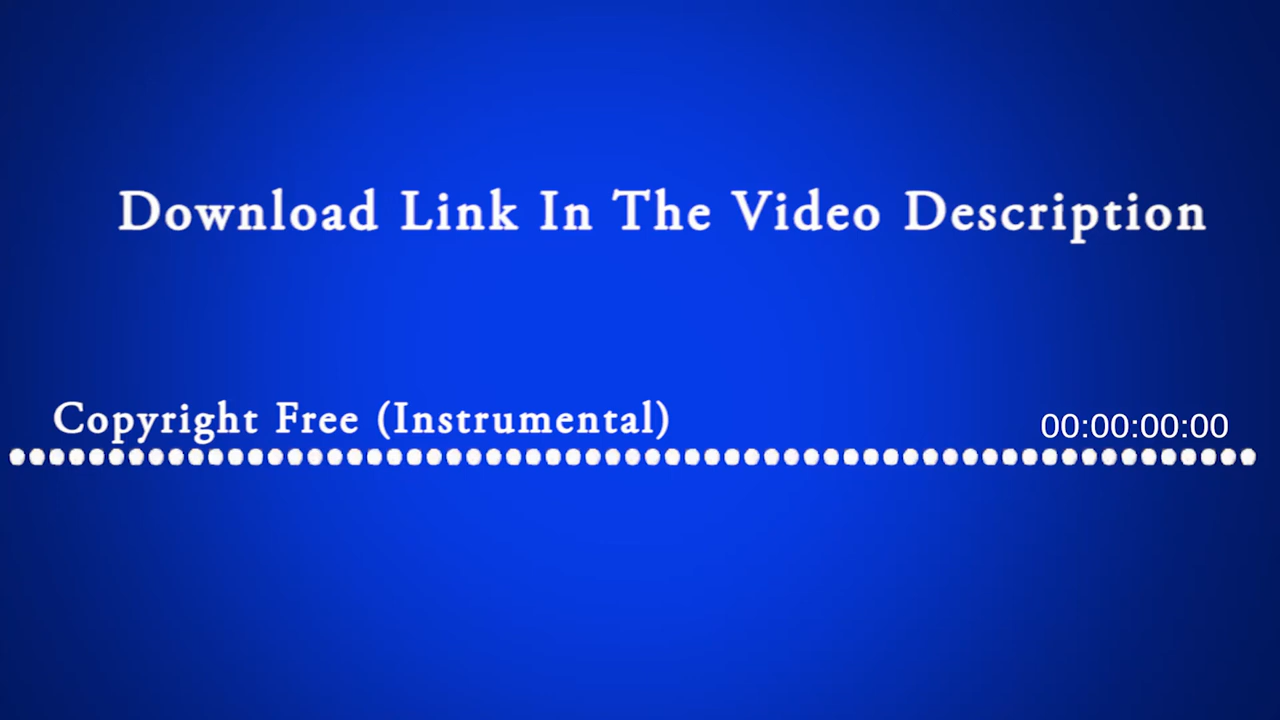 Download Link In The Video Description
Copyright Free (Instrumental)
00:00:00:00